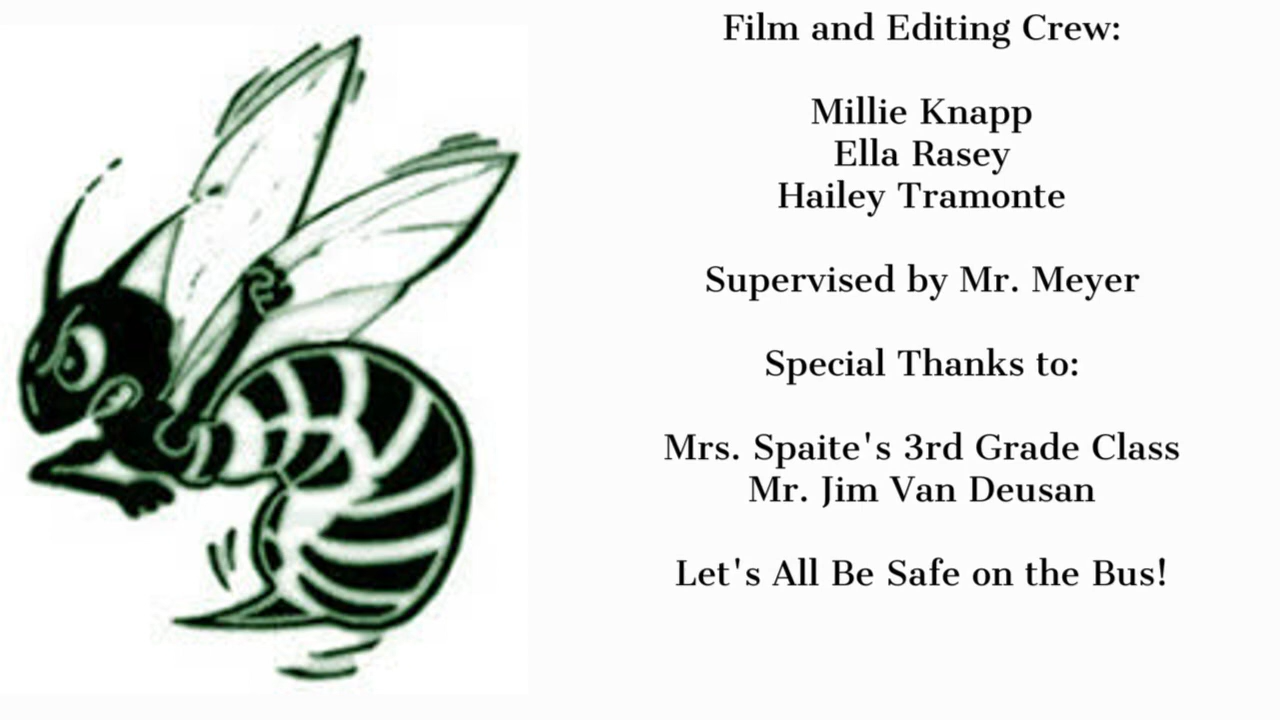 Film and Editing Crew:
Millie Knapp
Ella Rasey
Hailey Tramonte
Supervised by Mr. Meyer
Special Thanks to:
Mrs. Spaite's 3rd Grade Class
Mr. Jim Van Deusan
Let's All Be Safe on the Bus!